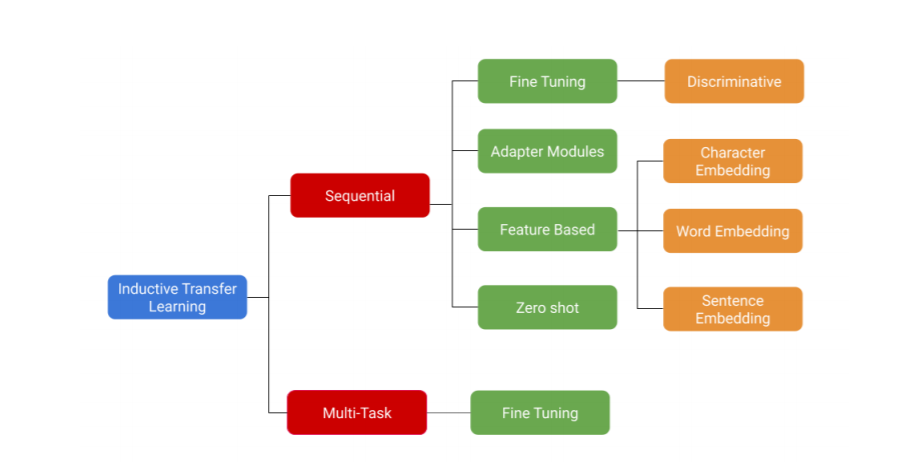 Fine Tuning
Discriminative
Adapter Modules
Character
Embedding
Sequential
Feature Based
Word Embedding
Inductive Transfer
Learning
Zero shot
Sentence
Embedding
Multi-Task
Fine Tuning